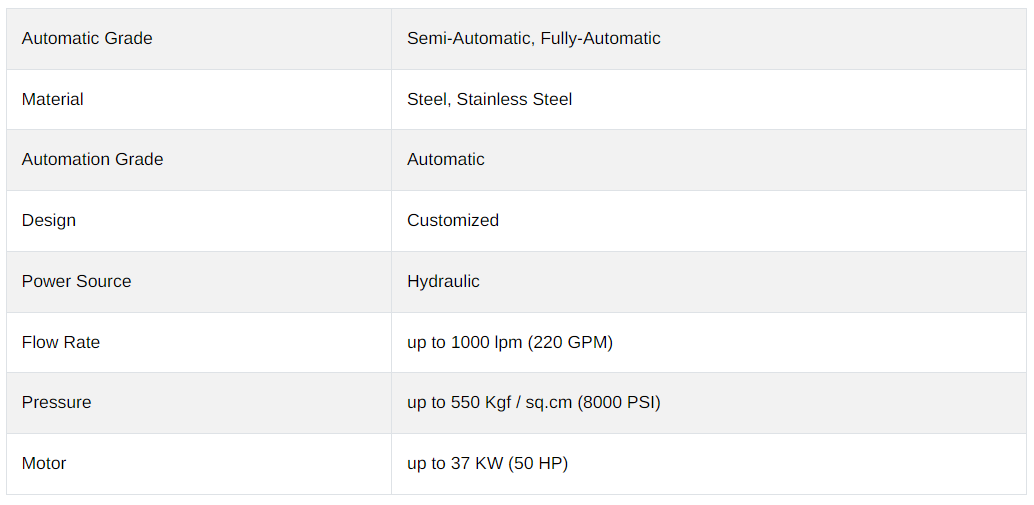 Automatic Grade Semi-Automatic, Fully-Automatic
Material Steel, Stainless Steel
Automation Grade Automatic
Design Customized
Power Source Hydraulic
Flow Rate up to 1000 lpm (220 GPM)
Pressure up to 550 Kgf / sq.cm (8000 PSI)
Motor up to 37 KW (50 HP)